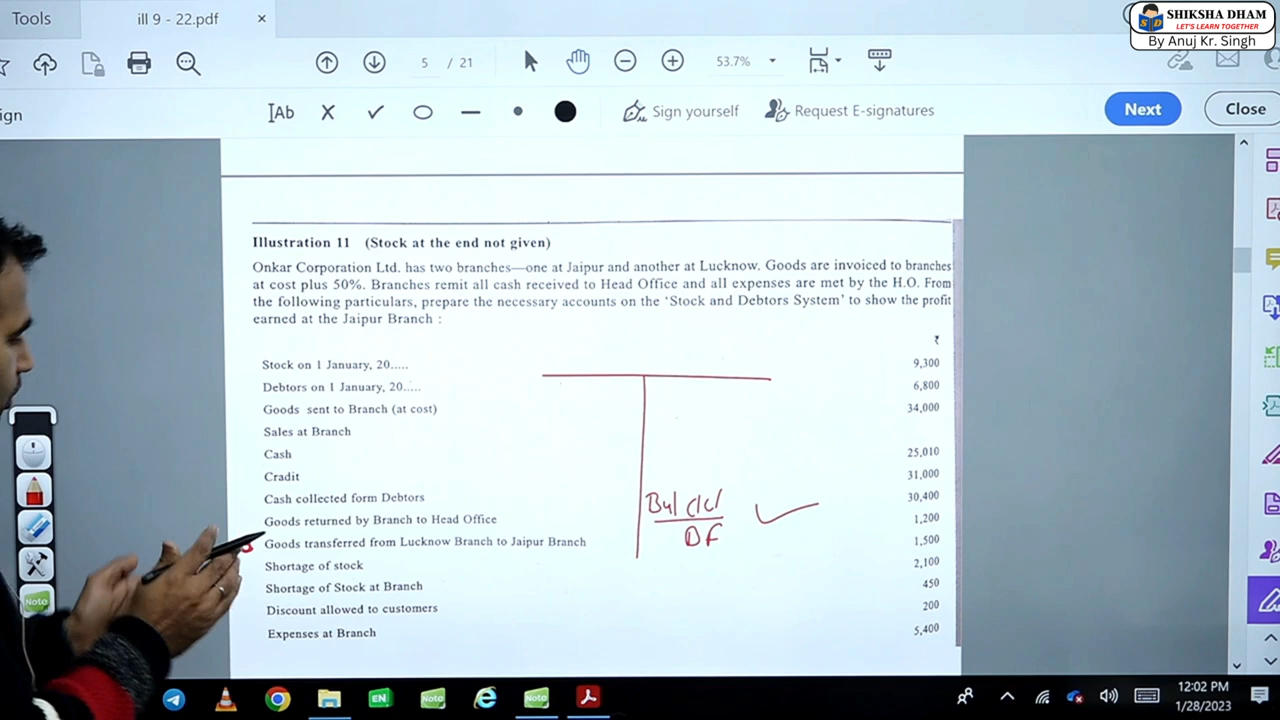 Tools
ill 9 - 22.pdf
×
SHIKSHA DHAM
LET'S LEARN TOGETHER
By Anuj Kr. Singh
5 / 21
53.7%
ign
Ab
Sign yourself
Request E-signatures
Next
Close
Illustration 11 (Stock at the end not given)
Onkar Corporation Ltd. has two branches—one at Jaipur and another at Lucknow. Goods are invoiced to branches
at cost plus 50%. Branches remit all cash received to Head Office and all expenses are met by the H.O. From
the following particulars, prepare the necessary accounts on the 'Stock and Debtors System' to show the profit
earned at the Jaipur Branch :
₹
Stock on 1 January, 20..... 9,300
Debtors on 1 January, 20..... 6,800
Goods sent to Branch (at cost) 34,000
Sales at Branch
Cash 25,010
Cradit 31,000
Cash collected form Debtors 30,400
Goods returned by Branch to Head Office 1,200
Goods transferred from Lucknow Branch to Jaipur Branch 1,500
Shortage of stock 2,100
Shortage of Stock at Branch 450
Discount allowed to customers 200
Expenses at Branch 5,400
Bal c/d
DF
Note
EN
Note
Note
12:02 PM
1/28/2023